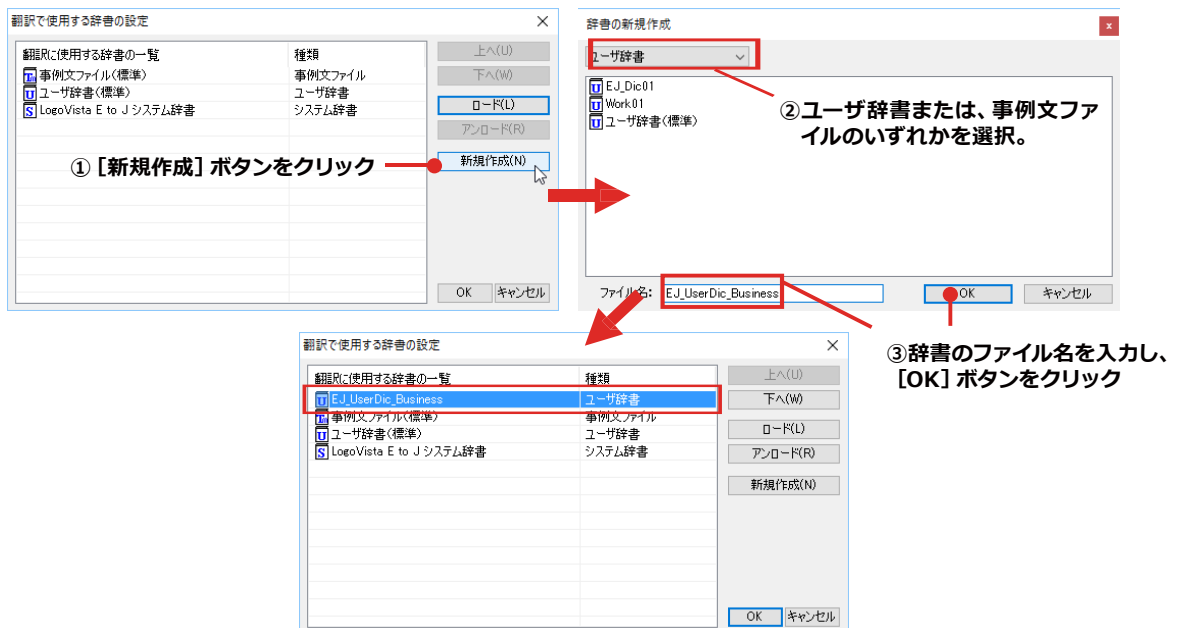 翻訳で使用する辞書の設定
翻訳に使用する辞書の一覧 種類
事例文ファイル(標準) 事例文ファイル
ユーザ辞書(標準) ユーザ辞書
LogoVista E to J システム辞書 システム辞書
上へ(U)
下へ(W)
ロード(L)
アンロード(R)
新規作成(N)
OK キャンセル
① [新規作成] ボタンをクリック
辞書の新規作成
ユーザ辞書
EJ_Dic01
Work01
ユーザ辞書(標準)
②ユーザ辞書または、事例文ファ
イルのいずれかを選択。
ファイル名: EJ_UserDic_Business OK キャンセル
③辞書のファイル名を入力し、
[OK] ボタンをクリック
翻訳で使用する辞書の設定
翻訳に使用する辞書の一覧 種類
EJ_UserDic_Business ユーザ辞書
事例文ファイル(標準) 事例文ファイル
ユーザ辞書(標準) ユーザ辞書
LogoVista E to J システム辞書 システム辞書
上へ(U)
下へ(W)
ロード(L)
アンロード(R)
新規作成(N)
OK キャンセル